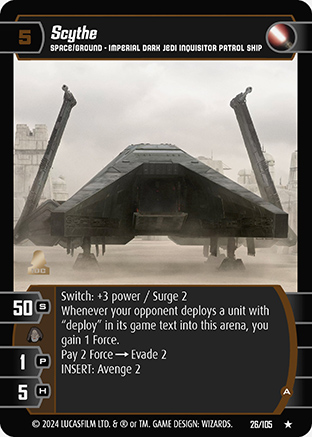 5
Scythe
SPACE/GROUND - IMPERIAL DARK JEDI INQUISITOR PATROL SHIP
50 S
1 P
5 H
Switch: +3 power / Surge 2
Whenever your opponent deploys a unit with
“deploy” in its game text into this arena, you
gain 1 Force.
Pay 2 Force → Evade 2
INSERT: Avenge 2
A
© 2024 LUCASFILM LTD. & ® OR TM. GAME DESIGN: WIZARDS. 26/105